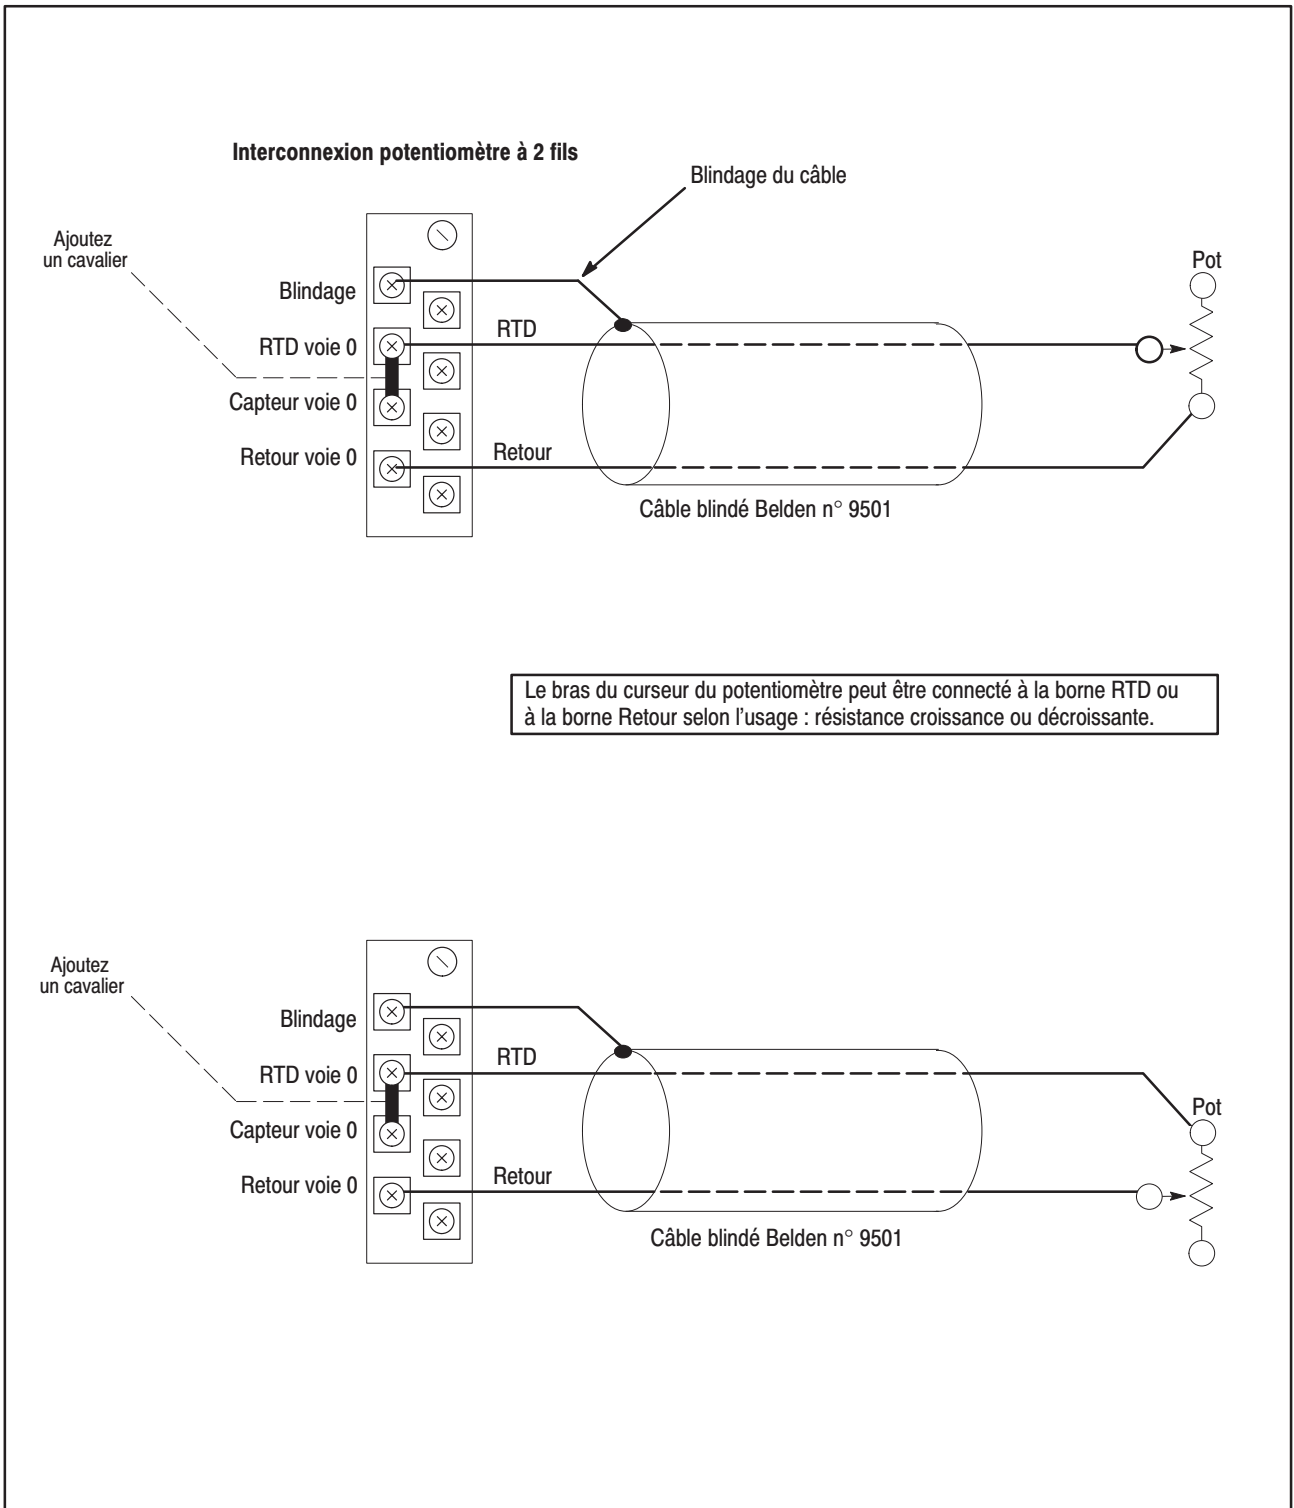 Interconnexion potentiomètre à 2 fils
Blindage du câble
Ajoutez
un cavalier
Blindage
RTD voie 0
Capteur voie 0
Retour voie 0
RTD
Retour
Pot
Câble blindé Belden n° 9501
Le bras du curseur du potentiomètre peut être connecté à la borne RTD ou
à la borne Retour selon l’usage : résistance croissance ou décroissante.
Ajoutez
un cavalier
Blindage
RTD voie 0
Capteur voie 0
Retour voie 0
RTD
Retour
Pot
Câble blindé Belden n° 9501